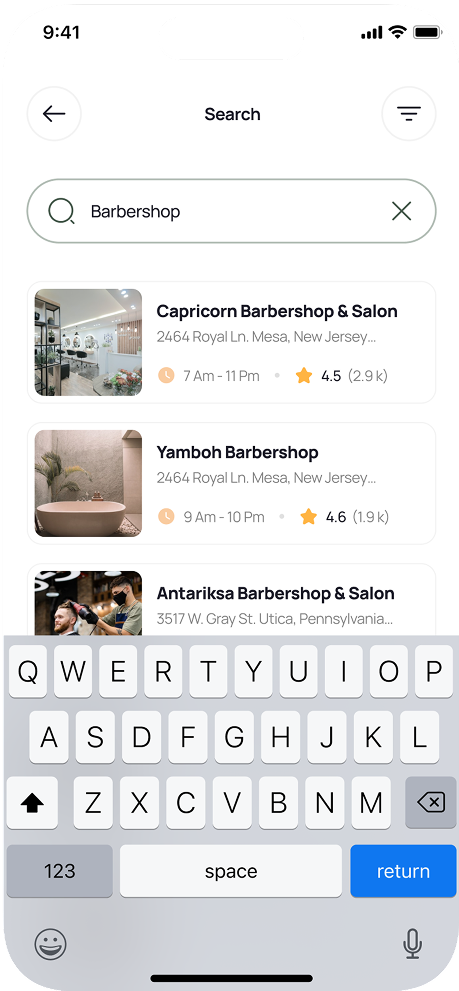 9:41
Search
Barbershop
Capricorn Barbershop & Salon
2464 Royal Ln. Mesa, New Jersey...
7 Am - 11 Pm • 4.5 (2.9 k)
Yamboh Barbershop
2464 Royal Ln. Mesa, New Jersey...
9 Am - 10 Pm • 4.6 (1.9 k)
Antariksa Barbershop & Salon
3517 W. Gray St. Utica, Pennsylvania...
Q W E R T Y U I O P
A S D F G H J K L
Z X C V B N M
123 space return